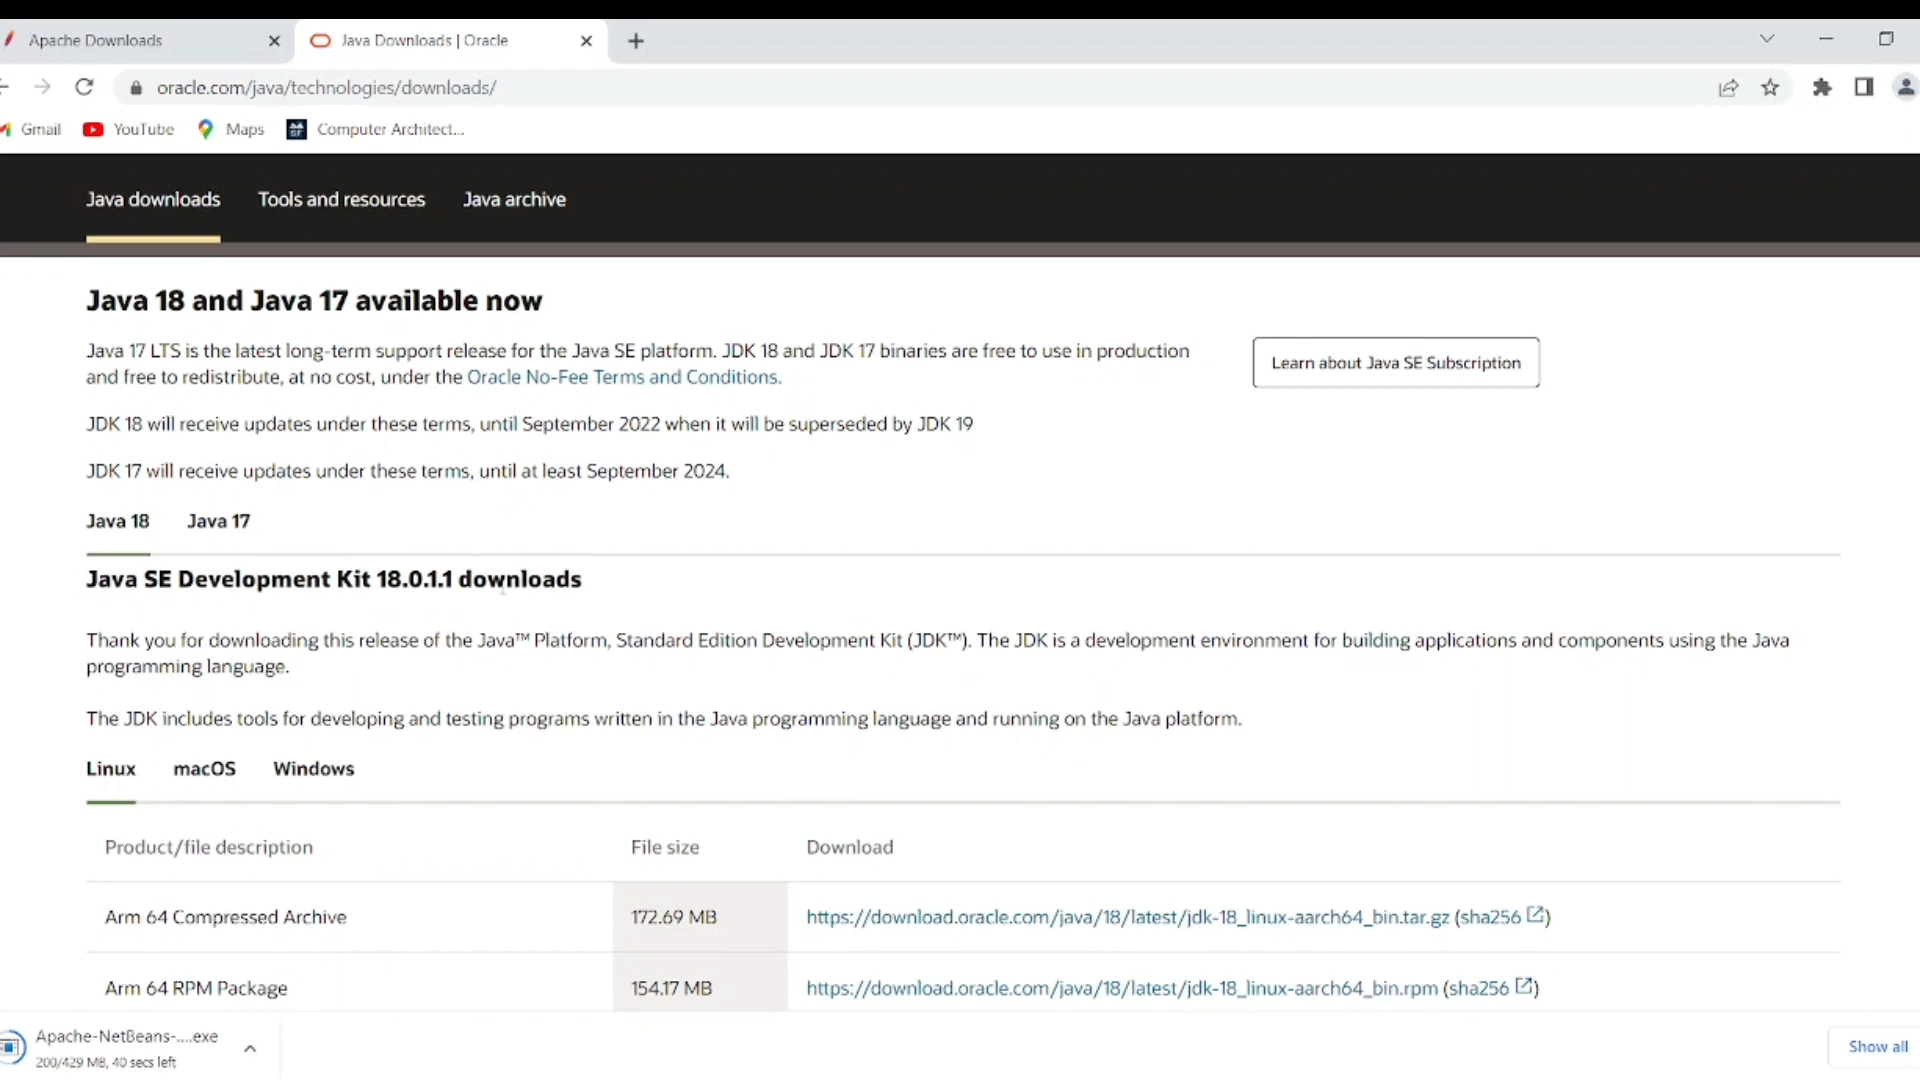 Apache Downloads
Java Downloads | Oracle
oracle.com/java/technologies/downloads/
Gmail
YouTube
Maps
Computer Architect...
Java downloads
Tools and resources
Java archive
Java 18 and Java 17 available now
Java 17 LTS is the latest long-term support release for the Java SE platform. JDK 18 and JDK 17 binaries are free to use in production
and free to redistribute, at no cost, under the Oracle No-Fee Terms and Conditions.
Learn about Java SE Subscription
JDK 18 will receive updates under these terms, until September 2022 when it will be superseded by JDK 19
JDK 17 will receive updates under these terms, until at least September 2024.
Java 18
Java 17
Java SE Development Kit 18.0.1.1 downloads
Thank you for downloading this release of the Java™ Platform, Standard Edition Development Kit (JDK™). The JDK is a development environment for building applications and components using the Java
programming language.
The JDK includes tools for developing and testing programs written in the Java programming language and running on the Java platform.
Linux
macOS
Windows
Product/file description
File size
Download
Arm 64 Compressed Archive
172.69 MB
https://download.oracle.com/java/18/latest/jdk-18_linux-aarch64_bin.tar.gz (sha256)
Arm 64 RPM Package
154.17 MB
https://download.oracle.com/java/18/latest/jdk-18_linux-aarch64_bin.rpm (sha256)
Apache-NetBeans-....exe
200/429 MB, 40 secs left
Show all